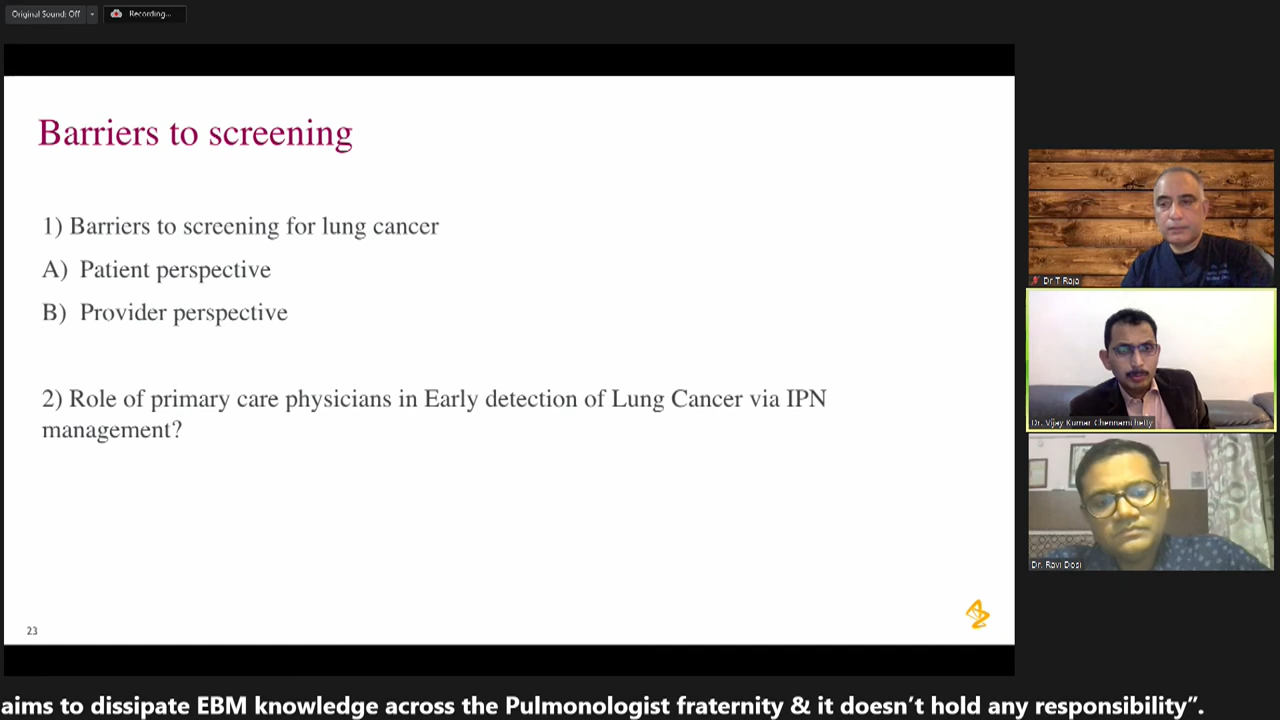 Original Sound: Off
Recording...
Barriers to screening
1) Barriers to screening for lung cancer
A) Patient perspective
B) Provider perspective
2) Role of primary care physicians in Early detection of Lung Cancer via IPN
management?
23
Dr T Raja
Dr. Vijay Kumar Chennamchetty
Dr. Ravi Dosi
aims to dissipate EBM knowledge across the Pulmonologist fraternity & it doesn’t hold any responsibility”.